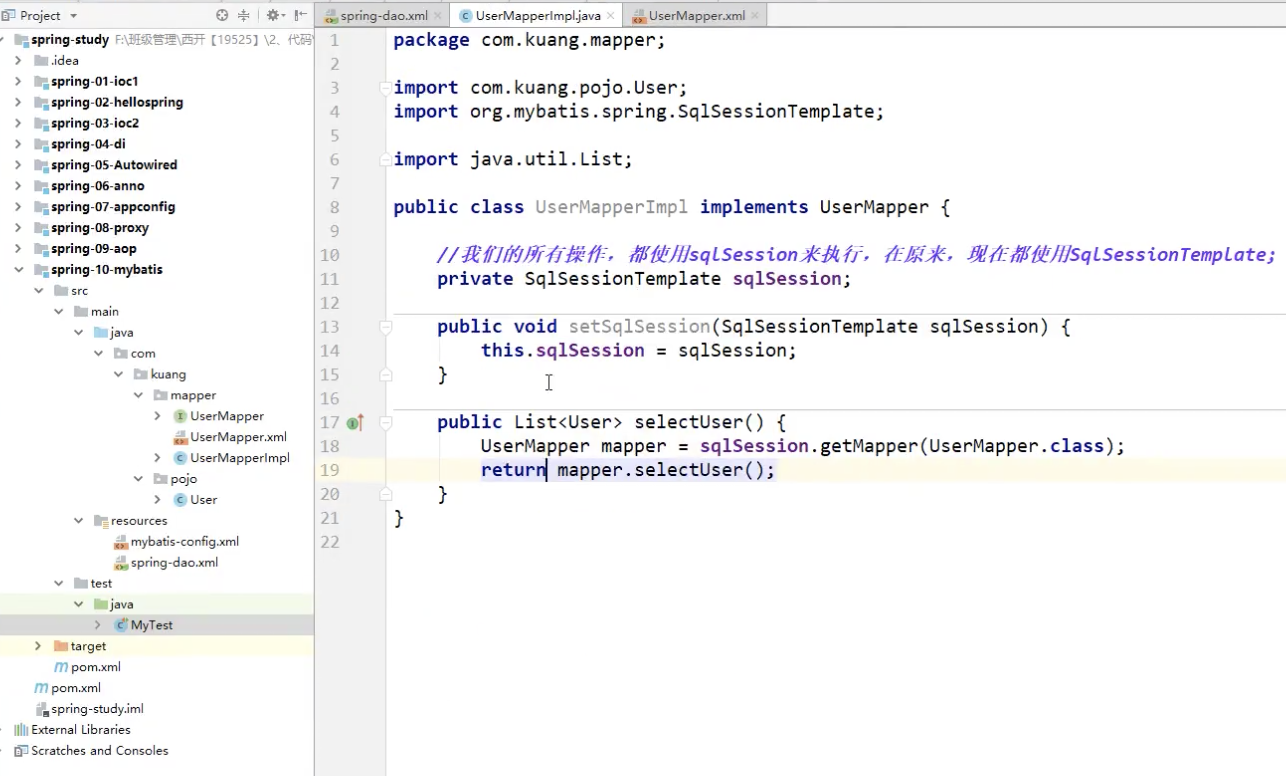 Project
spring-dao.xml
UserMapperImpl.java
UserMapper.xml
spring-study F:\班级管理\西开【19525】\2、代码
.idea
spring-01-ioc1
spring-02-hellospring
spring-03-ioc2
spring-04-di
spring-05-Autowired
spring-06-anno
spring-07-appconfig
spring-08-proxy
spring-09-aop
spring-10-mybatis
src
main
java
com
kuang
mapper
UserMapper
UserMapper.xml
UserMapperImpl
pojo
User
resources
mybatis-config.xml
spring-dao.xml
test
java
MyTest
target
pom.xml
pom.xml
spring-study.iml
External Libraries
Scratches and Consoles
1 package com.kuang.mapper;
2
3 import com.kuang.pojo.User;
4 import org.mybatis.spring.SqlSessionTemplate;
5
6 import java.util.List;
7
8 public class UserMapperImpl implements UserMapper {
9
10 //我们的所有操作，都使用sqlSession来执行，在原来，现在都使用SqlSessionTemplate;
11 private SqlSessionTemplate sqlSession;
12
13 public void setSqlSession(SqlSessionTemplate sqlSession) {
14 this.sqlSession = sqlSession;
15 }
16
17 public List<User> selectUser() {
18 UserMapper mapper = sqlSession.getMapper(UserMapper.class);
19 return mapper.selectUser();
20 }
21 }
22